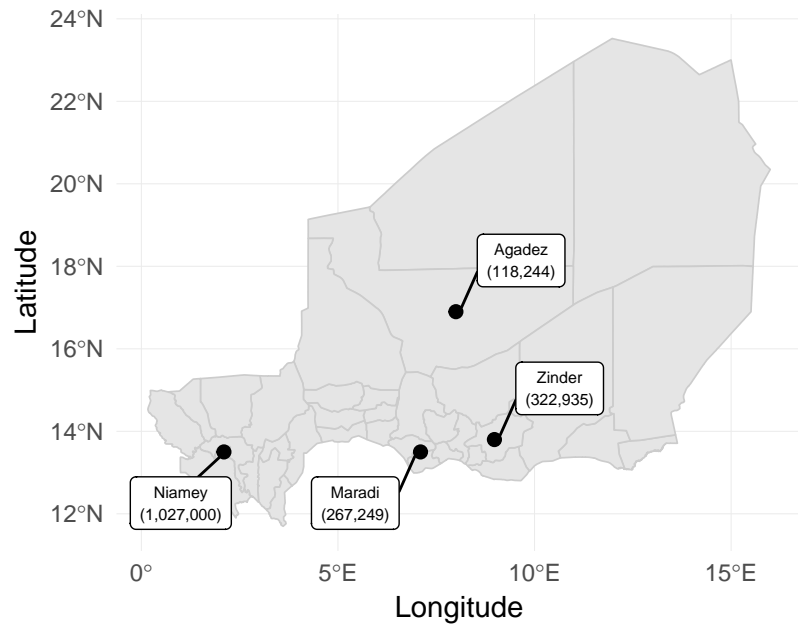 24°N
22°N
20°N
18°N
16°N
14°N
12°N
Latitude
Agadez
(118,244)
Zinder
(322,935)
Niamey
(1,027,000)
Maradi
(267,249)
0°
5°E
10°E
15°E
Longitude